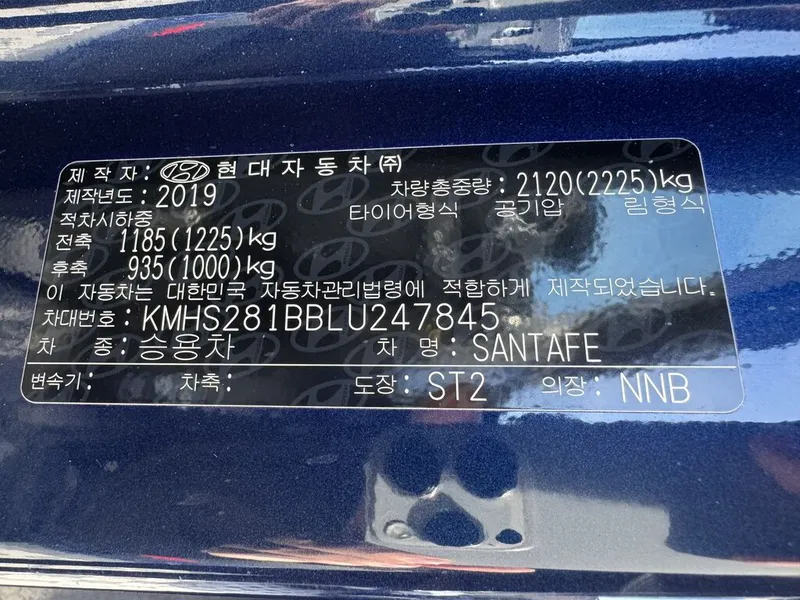 제 작 자 : 현대자동차㈜
제작년도 : 2019 차량총중량 : 2120(2225)kg
적차시하중 타이어형식 공기압 림형식
전축 1185(1225)kg
후축 935(1000)kg
이 자동차는 대한민국 자동차관리법령에 적합하게 제작되었습니다.
차대번호 : KMHS281BBLU247845
차 종 : 승용차 차 명 : SANTAFE
변속기 : 차축 : 도장 : ST2 의장 : NNB